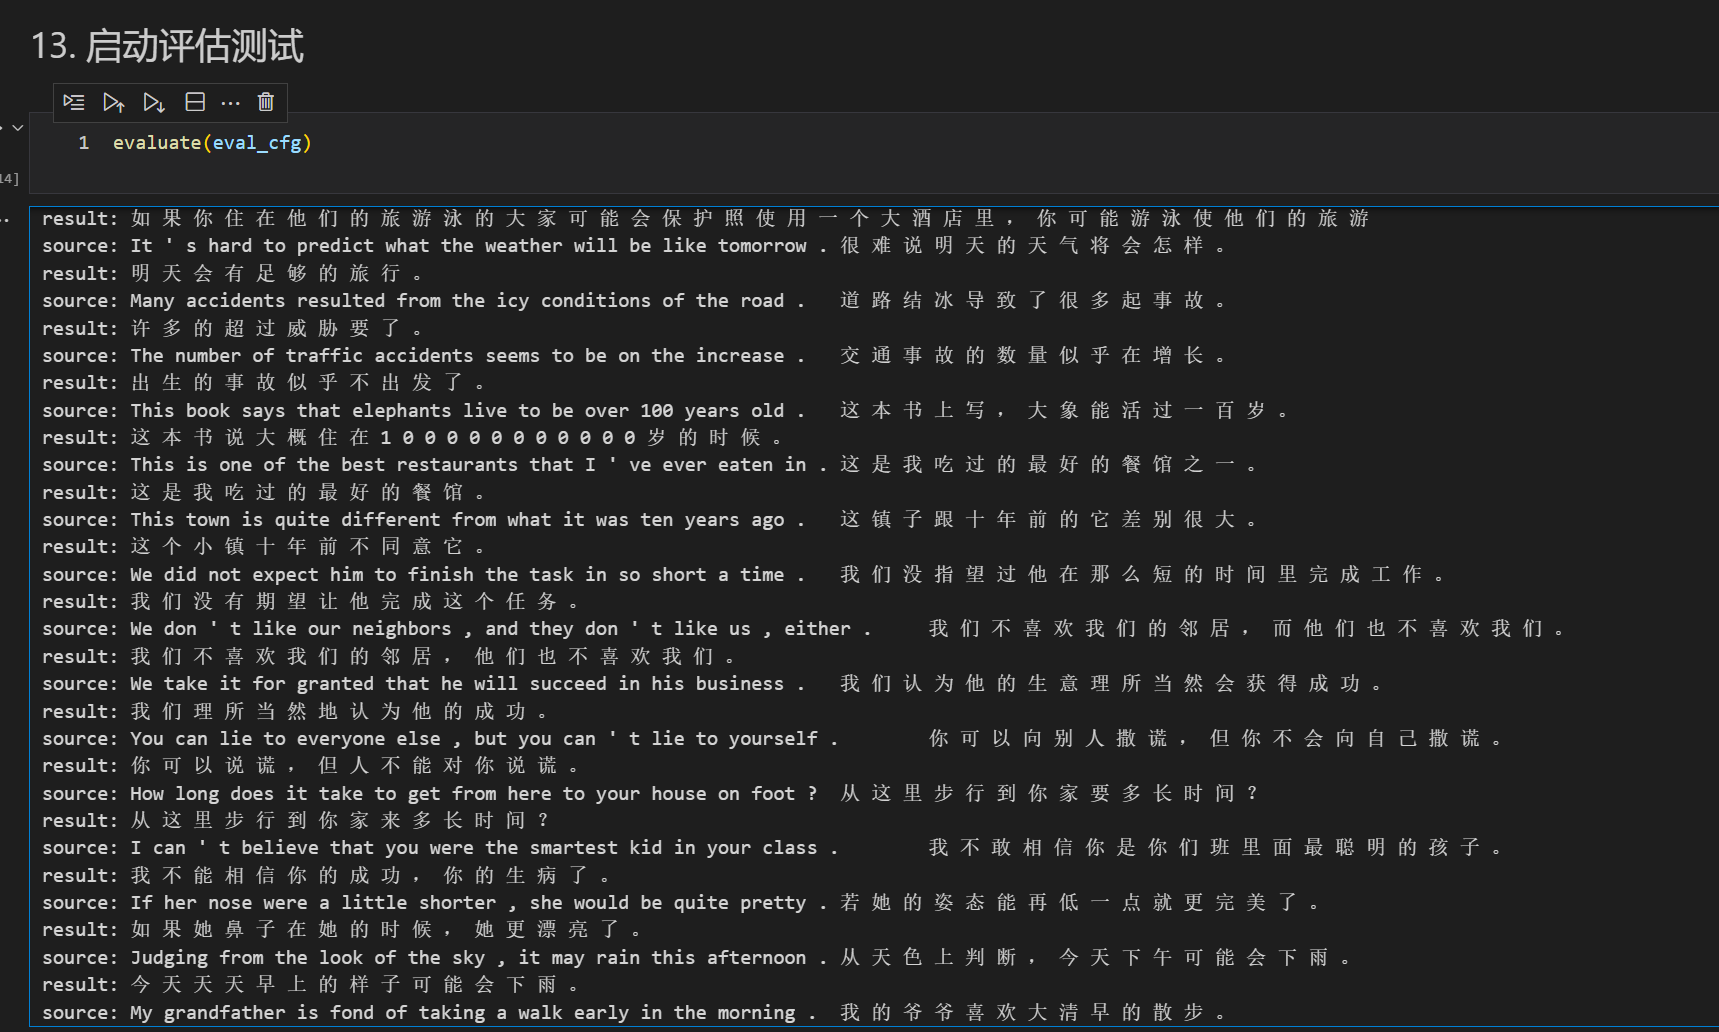 13. 启动评估测试
1 evaluate(eval_cfg)
14]
result: 如 果 你 住 在 他 们 的 旅 游 泳 的 大 家 可 能 会 保 护 照 使 用 一 个 大 酒 店 里 , 你 可 能 游 泳 使 他 们 的 旅 游
source: It ' s hard to predict what the weather will be like tomorrow . 很 难 说 明 天 的 天 气 将 会 怎 样 。
result: 明 天 会 有 足 够 的 旅 行 。
source: Many accidents resulted from the icy conditions of the road . 道 路 结 冰 导 致 了 很 多 起 事 故 。
result: 许 多 的 超 过 威 胁 要 了 。
source: The number of traffic accidents seems to be on the increase . 交 通 事 故 的 数 量 似 乎 在 增 长 。
result: 出 生 的 事 故 似 乎 不 出 发 了 。
source: This book says that elephants live to be over 100 years old . 这 本 书 上 写 , 大 象 能 活 过 一 百 岁 。
result: 这 本 书 说 大 概 住 在 1 0 0 0 0 0 0 0 0 0 0 0 岁 的 时 候 。
source: This is one of the best restaurants that I ' ve ever eaten in . 这 是 我 吃 过 的 最 好 的 餐 馆 之 一 。
result: 这 是 我 吃 过 的 最 好 的 餐 馆 。
source: This town is quite different from what it was ten years ago . 这 镇 子 跟 十 年 前 的 它 差 别 很 大 。
result: 这 个 小 镇 十 年 前 不 同 意 它 。
source: We did not expect him to finish the task in so short a time . 我 们 没 指 望 过 他 在 那 么 短 的 时 间 里 完 成 工 作 。
result: 我 们 没 有 期 望 让 他 完 成 这 个 任 务 。
source: We don ' t like our neighbors , and they don ' t like us , either . 我 们 不 喜 欢 我 们 的 邻 居 , 而 他 们 也 不 喜 欢 我 们 。
result: 我 们 不 喜 欢 我 们 的 邻 居 , 他 们 也 不 喜 欢 我 们 。
source: We take it for granted that he will succeed in his business . 我 们 认 为 他 的 生 意 理 所 当 然 会 获 得 成 功 。
result: 我 们 理 所 当 然 地 认 为 他 的 成 功 。
source: You can lie to everyone else , but you can ' t lie to yourself . 你 可 以 向 别 人 撒 谎 , 但 你 不 会 向 自 己 撒 谎 。
result: 你 可 以 说 谎 , 但 人 不 能 对 你 说 谎 。
source: How long does it take to get from here to your house on foot ? 从 这 里 步 行 到 你 家 要 多 长 时 间 ?
result: 从 这 里 步 行 到 你 家 来 多 长 时 间 ?
source: I can ' t believe that you were the smartest kid in your class . 我 不 敢 相 信 你 是 你 们 班 里 面 最 聪 明 的 孩 子 。
result: 我 不 能 相 信 你 的 成 功 , 你 的 生 病 了 。
source: If her nose were a little shorter , she would be quite pretty . 若 她 的 姿 态 能 再 低 一 点 就 更 完 美 了 。
result: 如 果 她 鼻 子 在 她 的 时 候 , 她 更 漂 亮 了 。
source: Judging from the look of the sky , it may rain this afternoon . 从 天 色 上 判 断 , 今 天 下 午 可 能 会 下 雨 。
result: 今 天 天 天 早 上 的 样 子 可 能 会 下 雨 。
source: My grandfather is fond of taking a walk early in the morning . 我 的 爷 爷 喜 欢 大 清 早 的 散 步 。